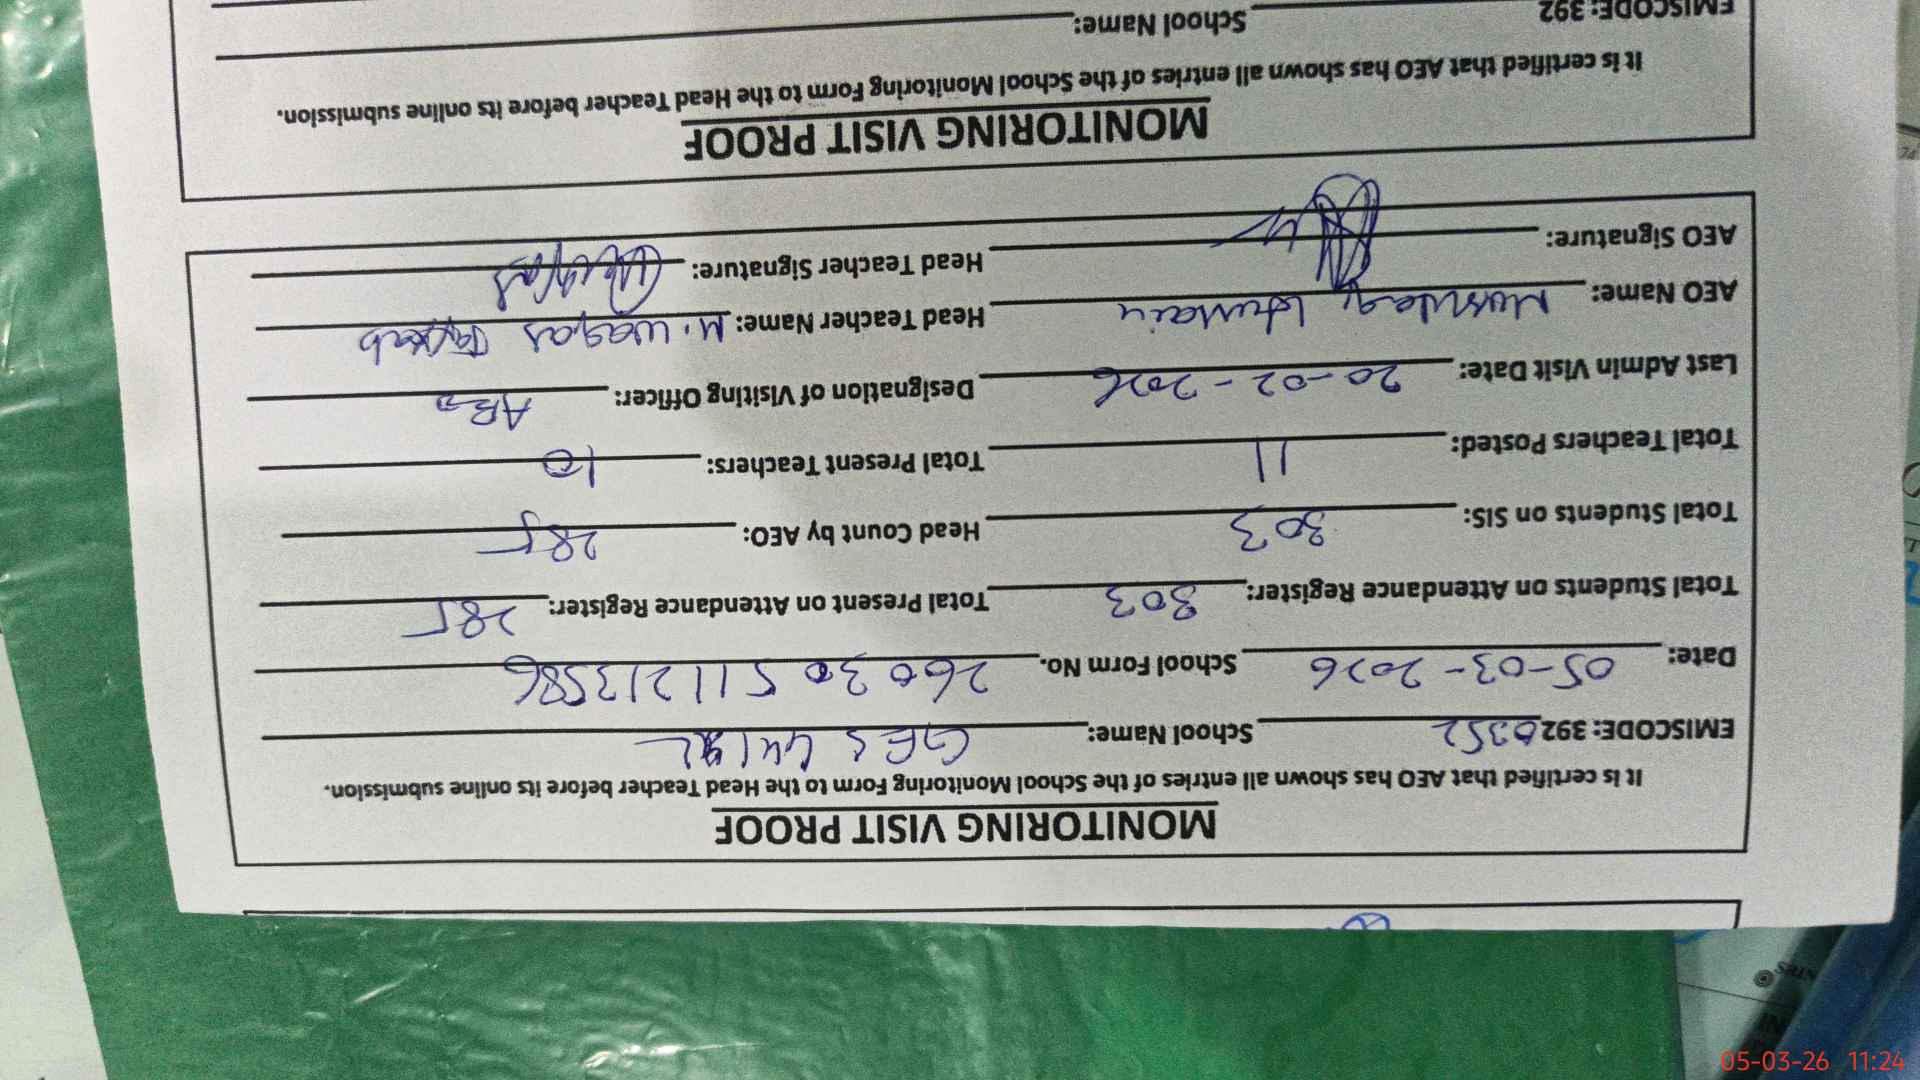 MONITORING VISIT PROOF
It is certified that AEO has shown all entries of the School Monitoring Form to the Head Teacher before its online submission.
EMISCODE: 392 0352 School Name: GES 44
Date: 05-03-2026 School Form No. 26030511213586
Total Students on Attendance Register: 303 Total Present on Attendance Register: 285
Total Students on SIS: 303 Head Count by AEO: 285
Total Teachers Posted: 11 Total Present Teachers: 10
Last Admin Visit Date: 20-02-2026 Designation of Visiting Officer:
AEO Name: Hussain Head Teacher Name: M. Waqas
AEO Signature: Head Teacher Signature:
MONITORING VISIT PROOF
It is certified that AEO has shown all entries of the School Monitoring Form to the Head Teacher before its online submission.
EMISCODE: 392 School Name:
05-03-26 11:24